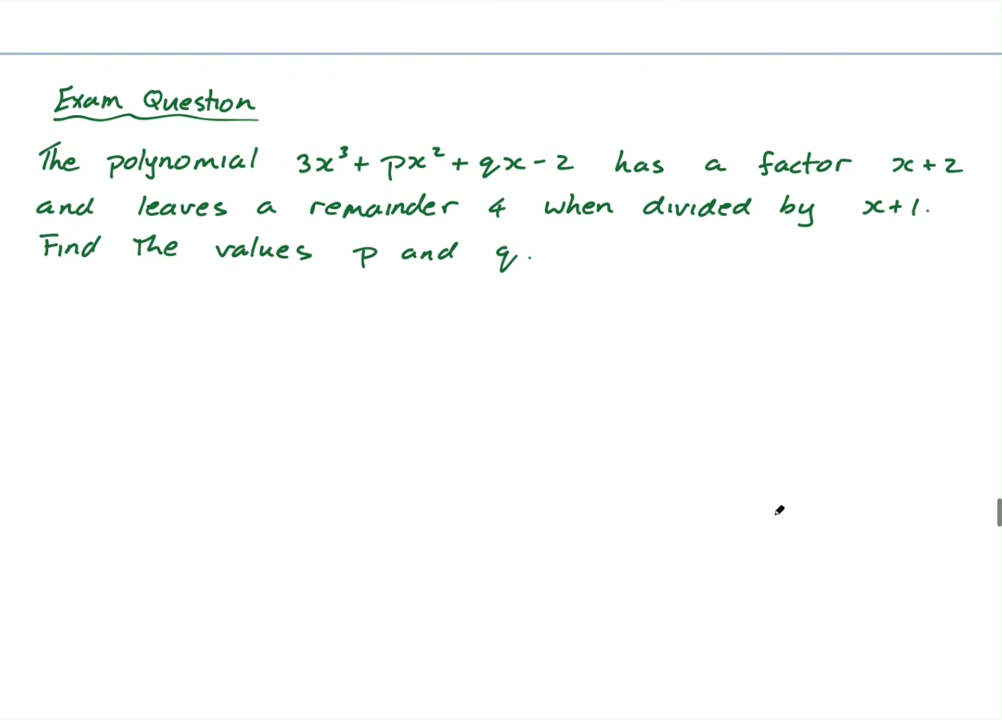 Exam Question
The polynomial 3x³ + px² + qx - 2 has a factor x + 2
and leaves a remainder 4 when divided by x + 1.
Find the values p and q.